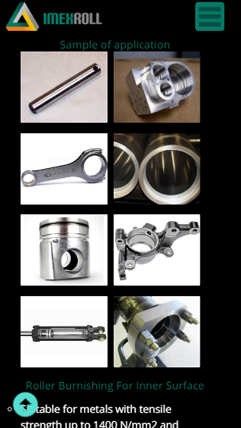 IMEXROLL
Sample of application
Roller Burnishing For Inner Surface
table for metals with tensile
strength up to 1400 N/mm2 and